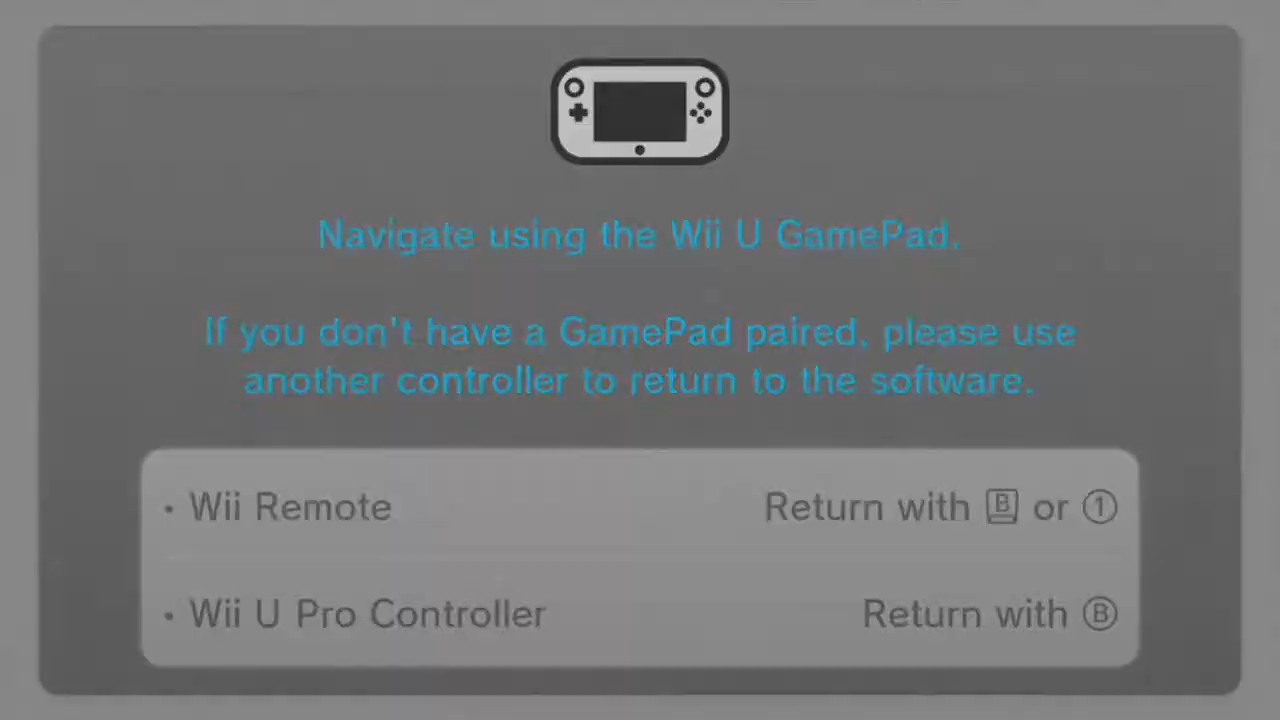 Navigate using the Wii U GamePad.
If you don't have a GamePad paired, please use
another controller to return to the software.
• Wii Remote
Return with B or 1
• Wii U Pro Controller
Return with B